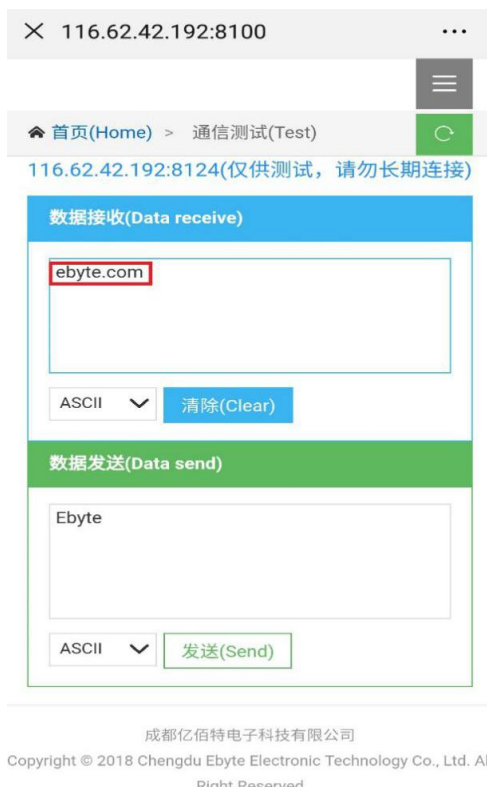 116.62.42.192:8100
首页(Home) > 通信测试(Test)
116.62.42.192:8124(仅供测试，请勿长期连接)
数据接收(Data receive)
ebyte.com
ASCII
清除(Clear)
数据发送(Data send)
Ebyte
ASCII
发送(Send)
成都亿佰特电子科技有限公司
Copyright © 2018 Chengdu Ebyte Electronic Technology Co., Ltd. Al
Right Reserved